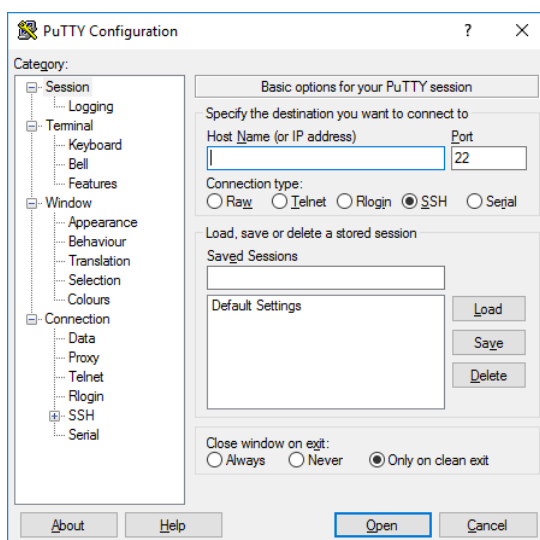 PuTTY Configuration
?
Category:
Session
Logging
Terminal
Keyboard
Bell
Features
Window
Appearance
Behaviour
Translation
Selection
Colours
Connection
Data
Proxy
Telnet
Rlogin
SSH
Serial
Basic options for your PuTTY session
Specify the destination you want to connect to
Host Name (or IP address) Port
22
Connection type:
Raw Telnet Rlogin SSH Serial
Load, save or delete a stored session
Saved Sessions
Default Settings
Load
Save
Delete
Close window on exit:
Always Never Only on clean exit
About Help Open Cancel